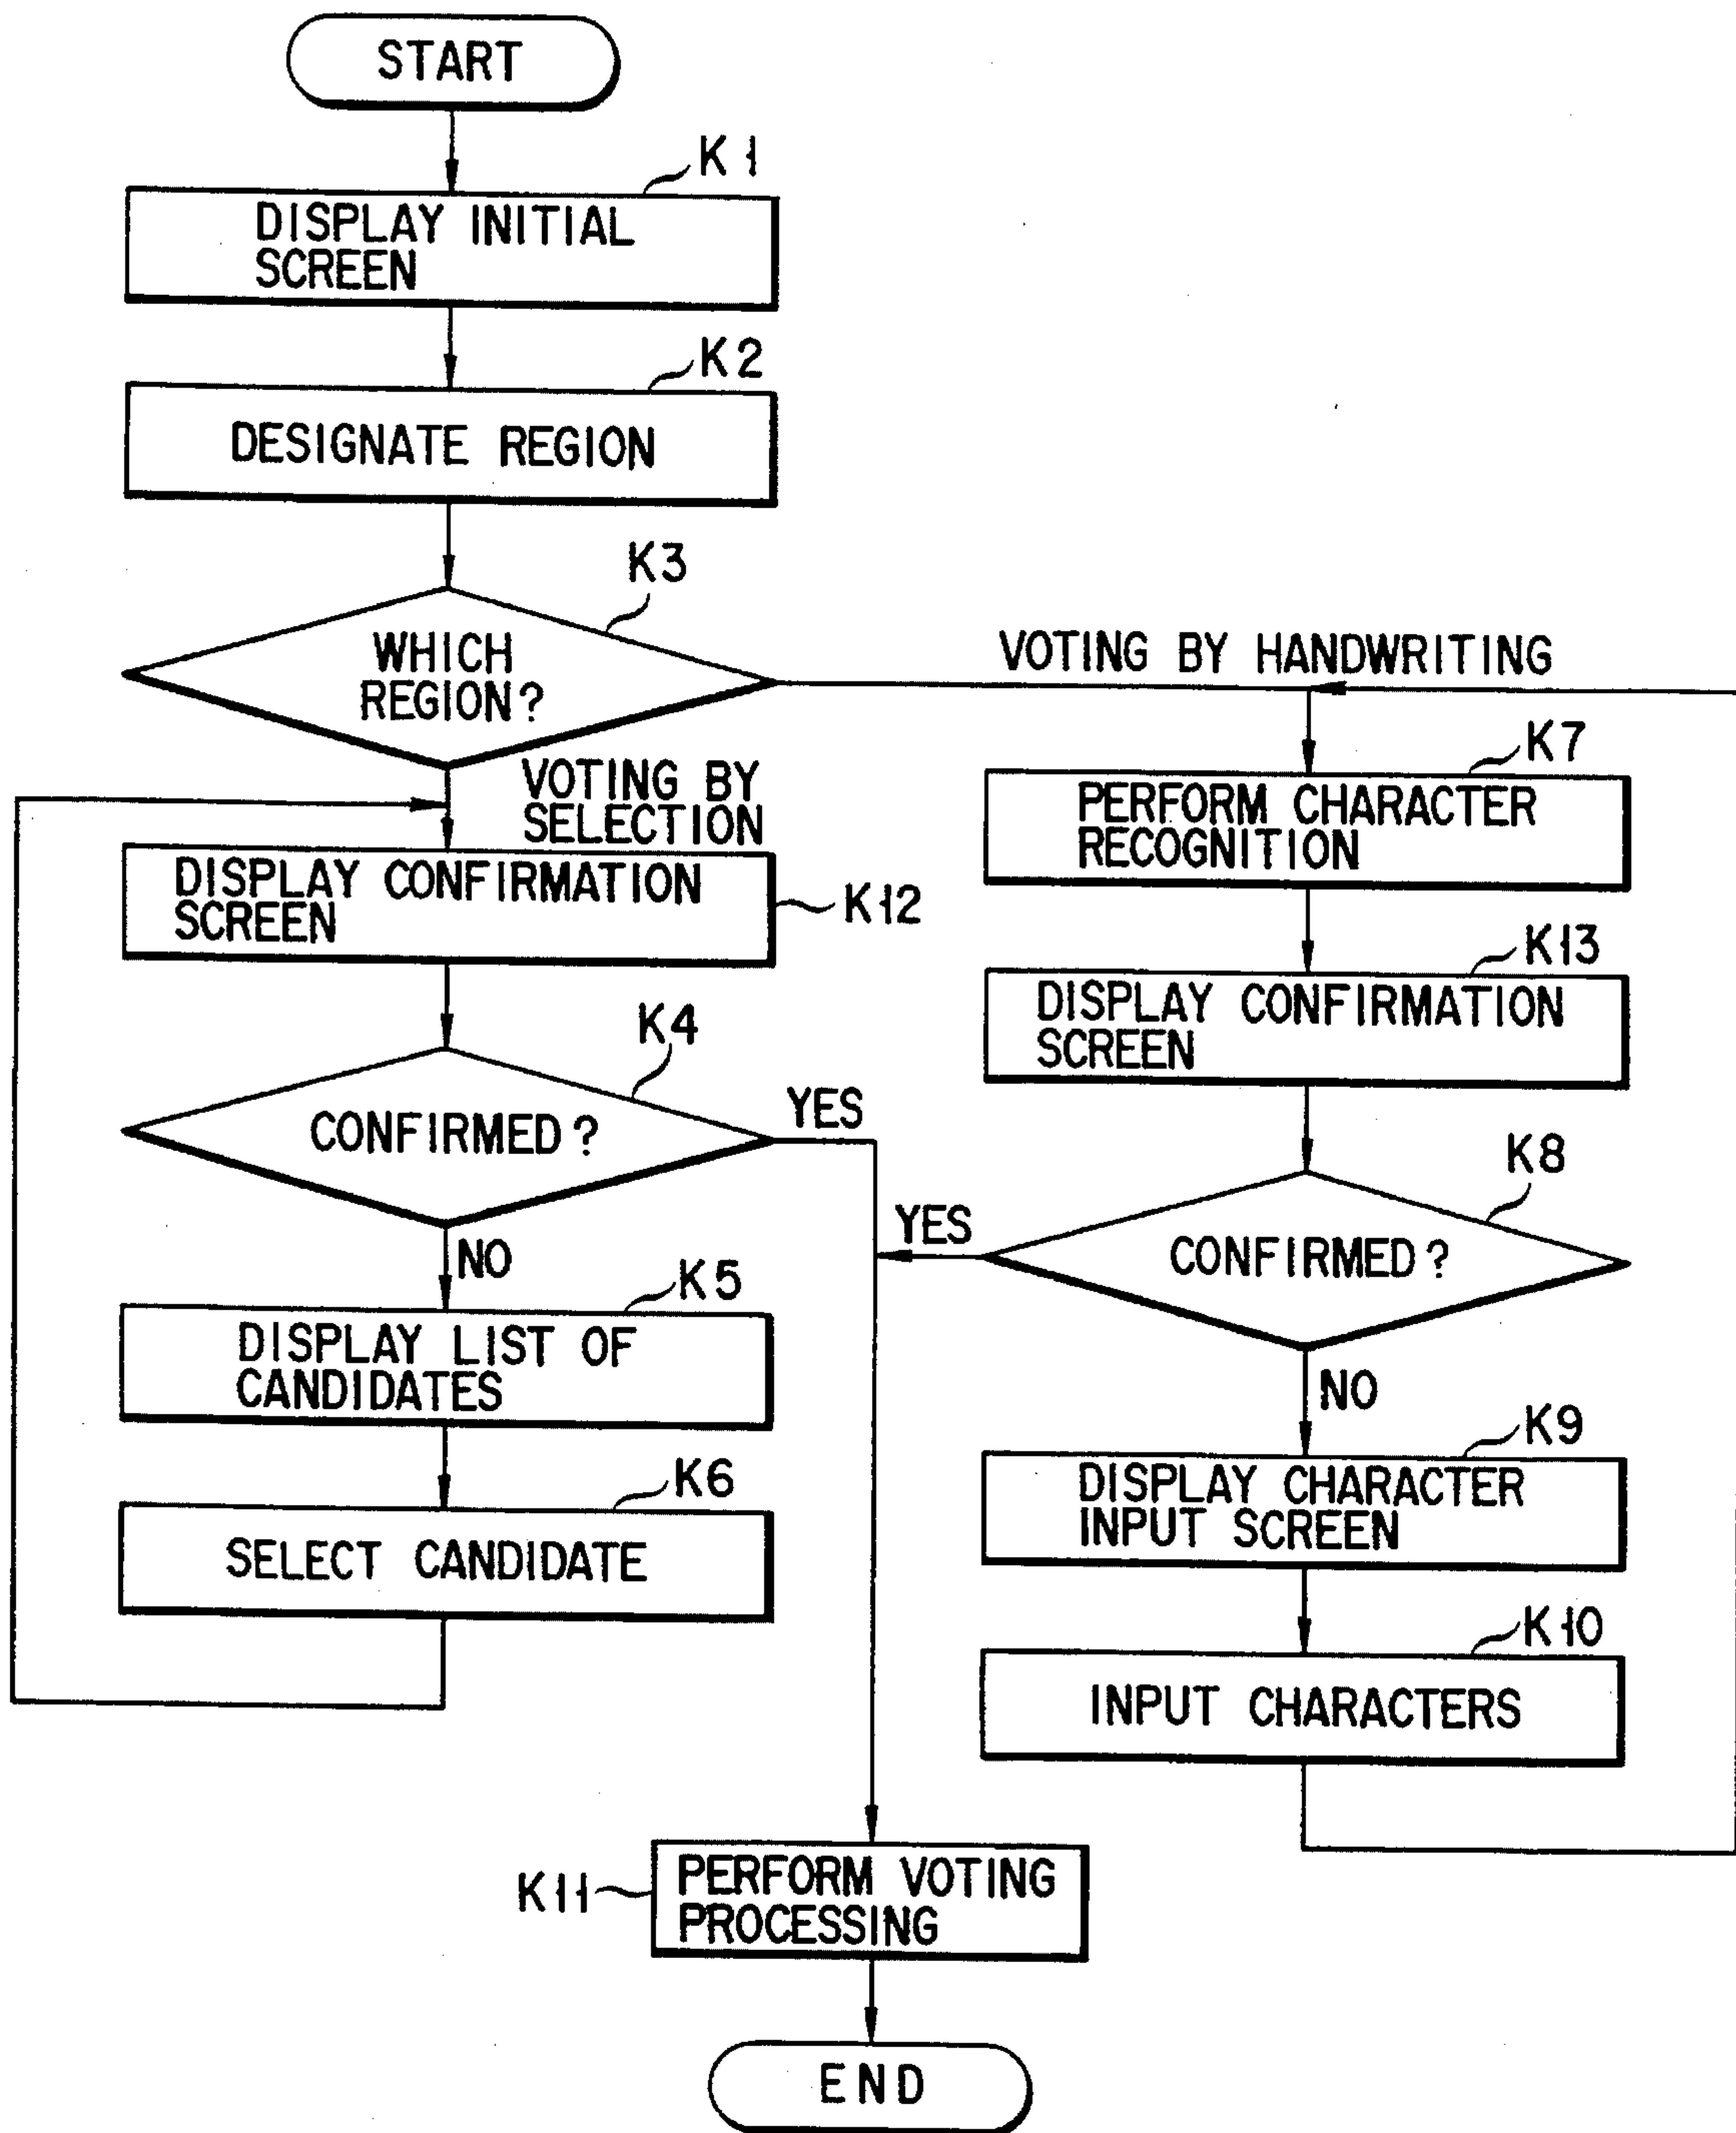 START
K1
DISPLAY INITIAL
SCREEN
K2
DESIGNATE REGION
K3
WHICH
REGION?
VOTING BY HANDWRITING
VOTING BY
SELECTION
K7
PERFORM CHARACTER
RECOGNITION
DISPLAY CONFIRMATION
SCREEN
K12
K13
DISPLAY CONFIRMATION
SCREEN
K4
CONFIRMED?
YES
NO
K8
CONFIRMED?
YES
NO
K5
DISPLAY LIST OF
CANDIDATES
K6
SELECT CANDIDATE
K9
DISPLAY CHARACTER
INPUT SCREEN
K10
INPUT CHARACTERS
K11
PERFORM VOTING
PROCESSING
END